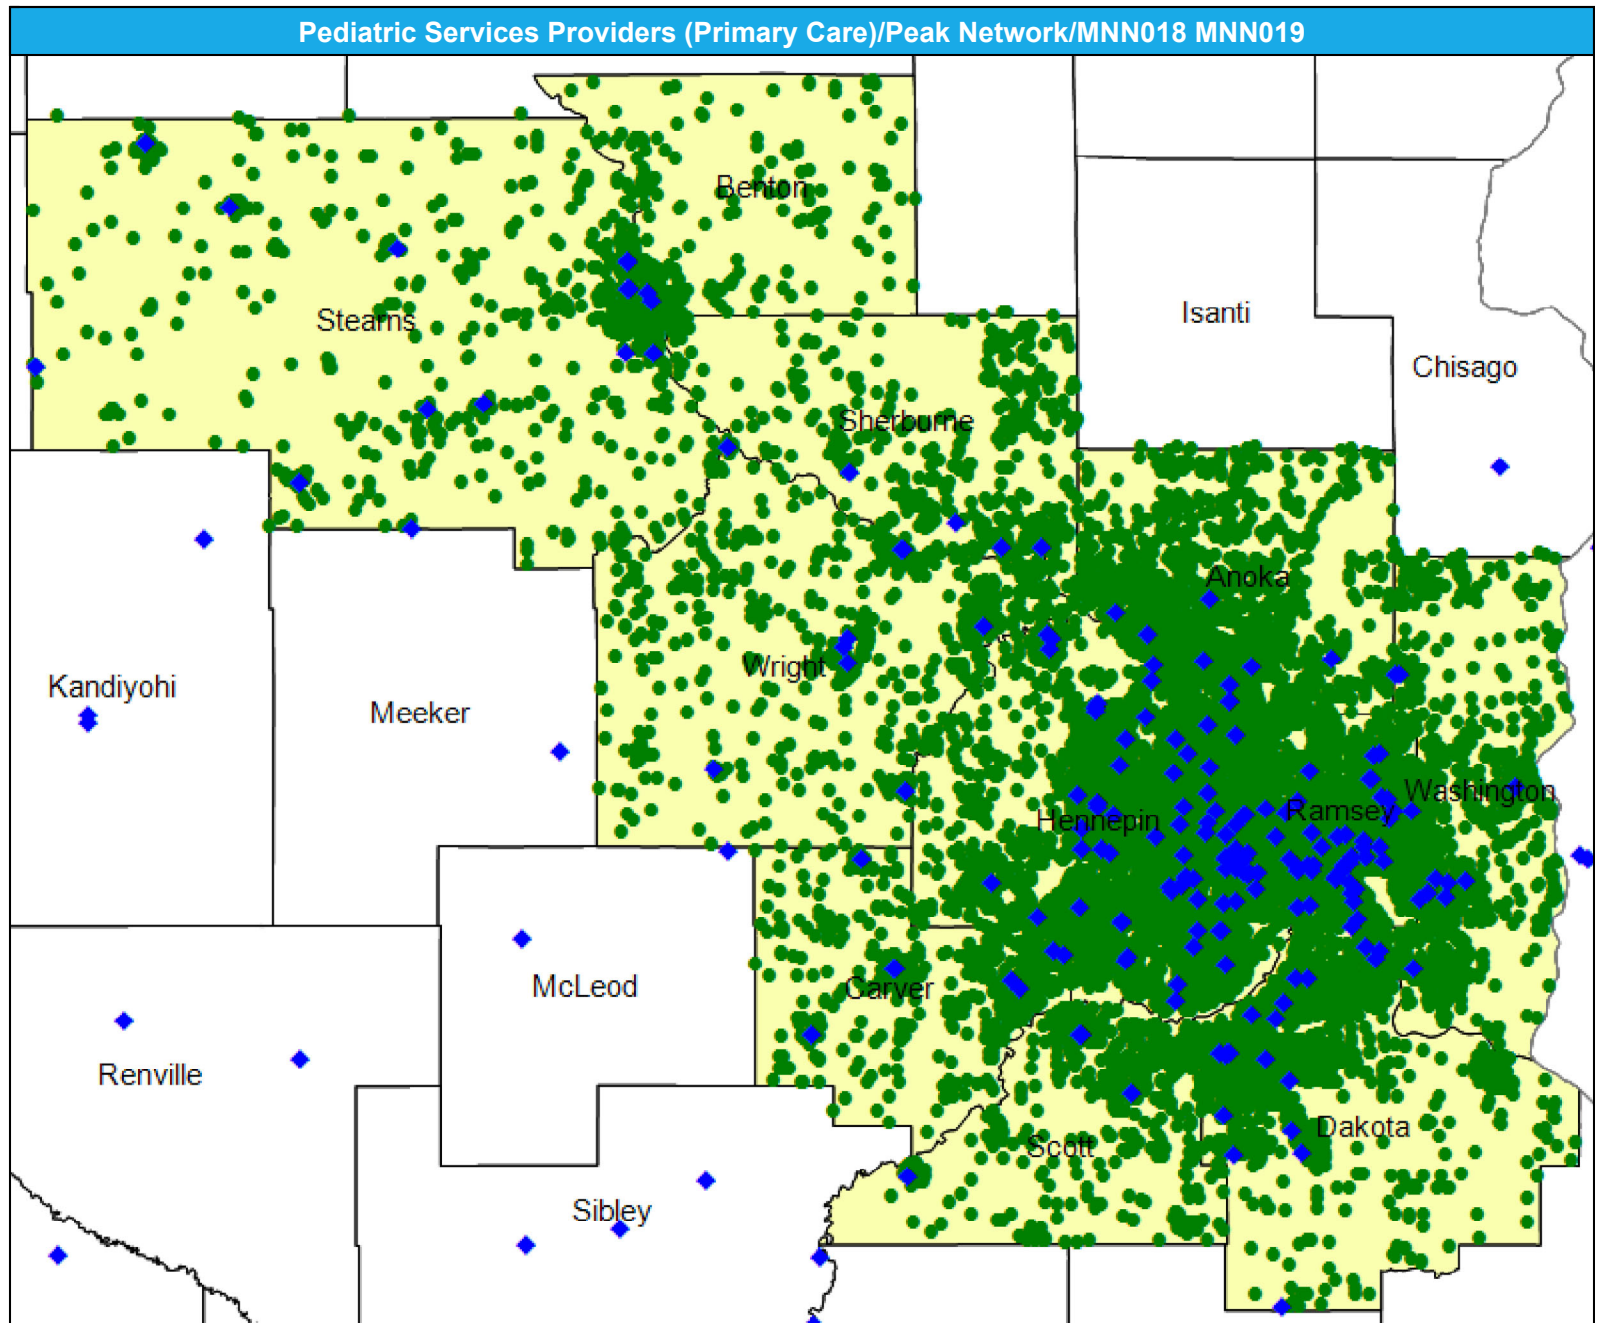 Pediatric Services Providers (Primary Care)/Peak Network/MNN018 MNN019
Benton
Stearns
Isanti
Chisago
Sherburne
Anoka
Wright
Kandiyohi
Meeker
Washington
Ramsey
Hennepin
McLeod
Carver
Renville
Dakota
Scott
Sibley